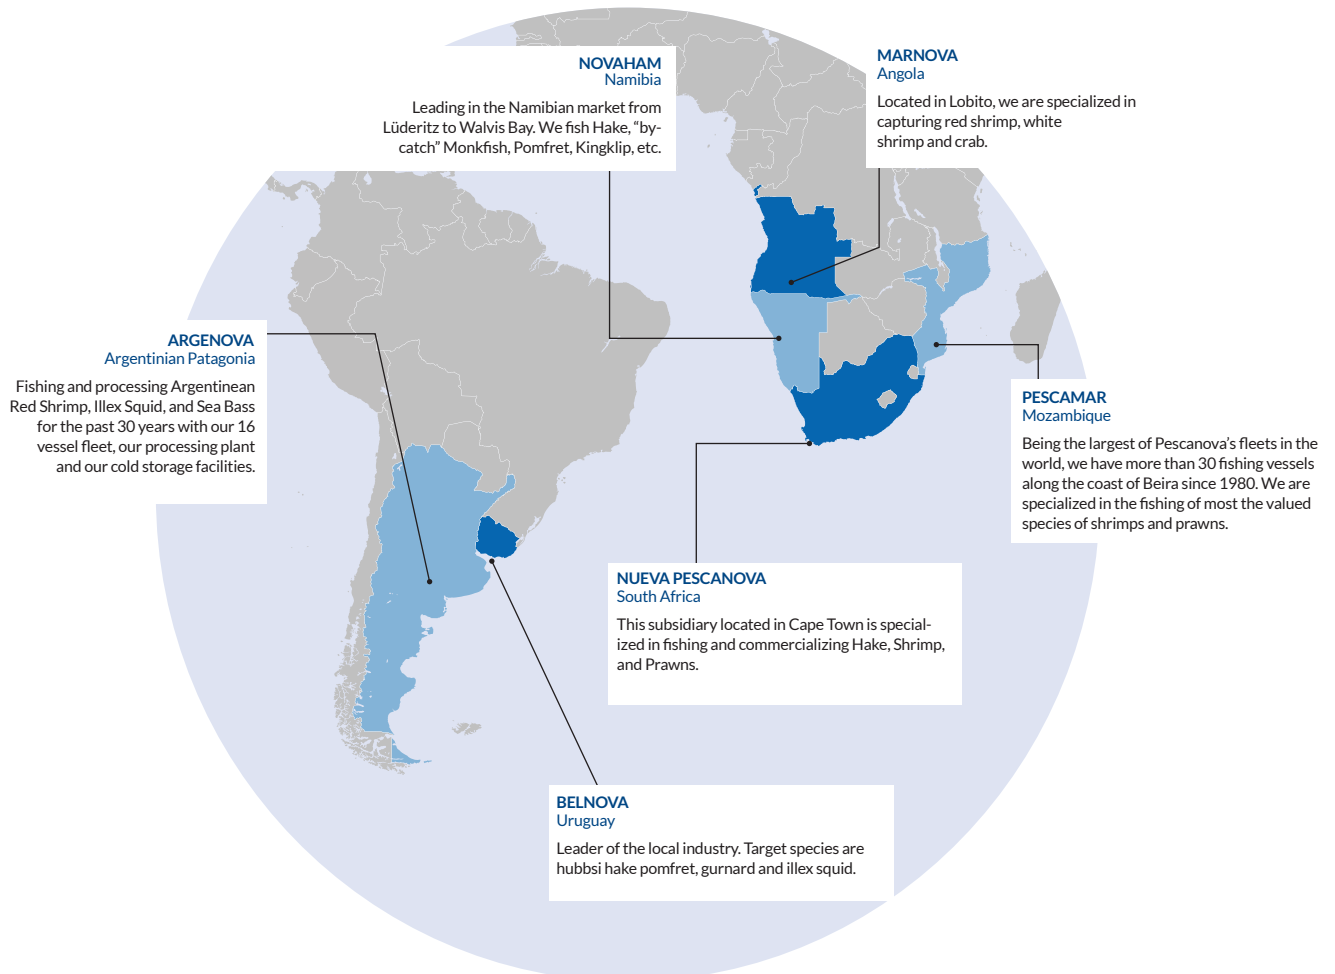 NOVAHAM
Namibia
Leading in the Namibian market from
Lüderitz to Walvis Bay. We fish Hake, “by-
catch” Monkfish, Pomfret, Kingklip, etc.
MARNOVA
Angola
Located in Lobito, we are specialized in
capturing red shrimp, white
shrimp and crab.
ARGENOVA
Argentinian Patagonia
Fishing and processing Argentinean
Red Shrimp, Illex Squid, and Sea Bass
for the past 30 years with our 16
vessel fleet, our processing plant
and our cold storage facilities.
PESCAMAR
Mozambique
Being the largest of Pescanova’s fleets in the
world, we have more than 30 fishing vessels
along the coast of Beira since 1980. We are
specialized in the fishing of most the valued
species of shrimps and prawns.
NUEVA PESCANOVA
South Africa
This subsidiary located in Cape Town is special-
ized in fishing and commercializing Hake, Shrimp,
and Prawns.
BELNOVA
Uruguay
Leader of the local industry. Target species are
hubbsi hake pomfret, gurnard and illex squid.